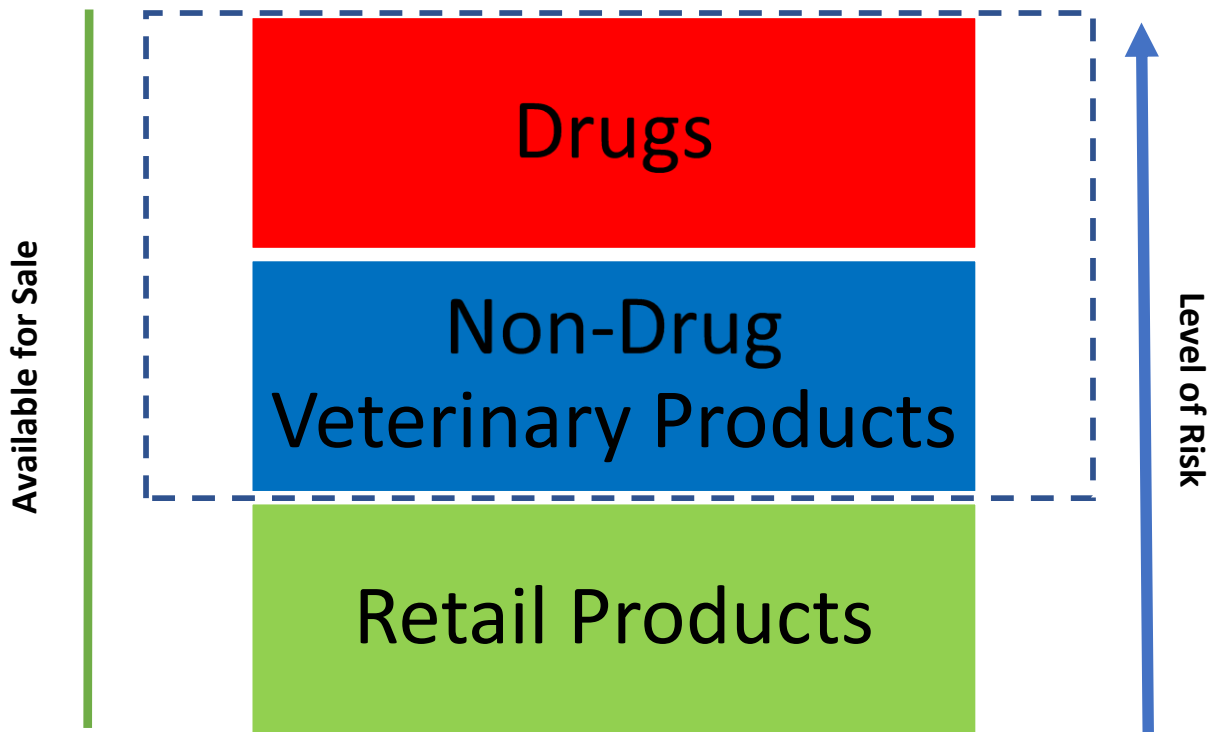 Drugs
Non-Drug
Veterinary Products
Retail Products
Available for Sale
Level of Risk